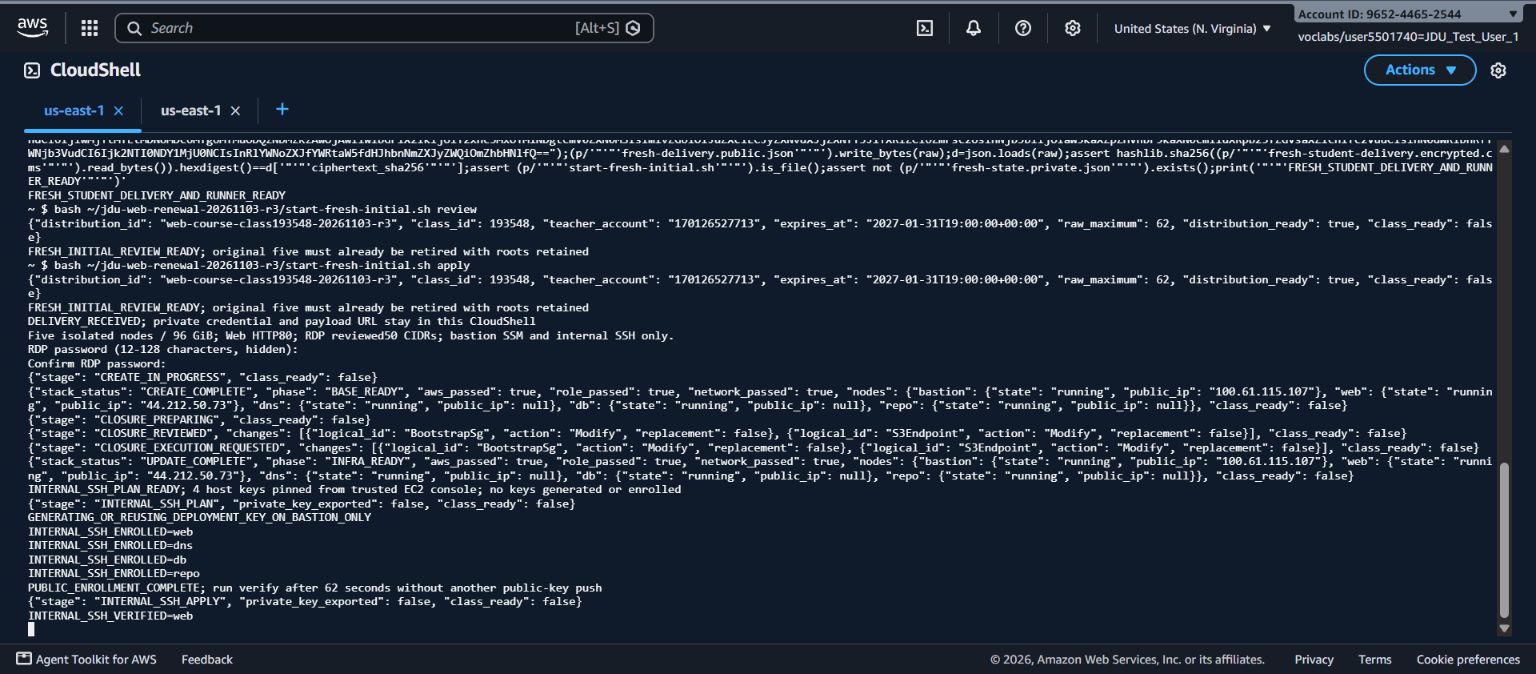 aws
Search
[Alt+S]
United States (N. Virginia)
Account ID: 9652-4465-2544
voclabs/user5501740=JDU_Test_User_1
CloudShell
Actions
us-east-1
us-east-1
(p/'"'"'fresh-delivery.public.json'"'"').write_bytes(raw);d=json.loads(raw);assert hashlib.sha256((p/'"'"'fresh-student-delivery.encrypted.c
ms'"'"').read_bytes()).hexdigest()==d['"'"'ciphertext_sha256'"'"'];assert (p/'"'"'start-fresh-initial.sh'"'"').is_file();assert not (p/'"'"'fresh-state.private.json'"'"').exists();print('"'"'FRESH_STUDENT_DELIVERY_AND_RUNN
ER_READY'"'"')'
FRESH_STUDENT_DELIVERY_AND_RUNNER_READY
~ $ bash ~/jdu-web-renewal-20261103-r3/start-fresh-initial.sh review
{"distribution_id": "web-course-class193548-20261103-r3", "class_id": 193548, "teacher_account": "170126527713", "expires_at": "2027-01-31T19:00:00+00:00", "raw_maximum": 62, "distribution_ready": true, "class_ready": fals
e}
FRESH_INITIAL_REVIEW_READY; original five must already be retired with roots retained
~ $ bash ~/jdu-web-renewal-20261103-r3/start-fresh-initial.sh apply
{"distribution_id": "web-course-class193548-20261103-r3", "class_id": 193548, "teacher_account": "170126527713", "expires_at": "2027-01-31T19:00:00+00:00", "raw_maximum": 62, "distribution_ready": true, "class_ready": fals
e}
FRESH_INITIAL_REVIEW_READY; original five must already be retired with roots retained
DELIVERY_RECEIVED; private credential and payload URL stay in this CloudShell
Five isolated nodes / 96 GiB; Web HTTP80; RDP reviewed50 CIDRs; bastion SSM and internal SSH only.
RDP password (12-128 characters, hidden):
Confirm RDP password:
{"stage": "CREATE_IN_PROGRESS", "class_ready": false}
{"stack_status": "CREATE_COMPLETE", "phase": "BASE_READY", "aws_passed": true, "role_passed": true, "network_passed": true, "nodes": {"bastion": {"state": "running", "public_ip": "100.61.115.107"}, "web": {"state": "runnin
g", "public_ip": "44.212.50.73"}, "dns": {"state": "running", "public_ip": null}, "db": {"state": "running", "public_ip": null}, "repo": {"state": "running", "public_ip": null}}, "class_ready": false}
{"stage": "CLOSURE_PREPARING", "class_ready": false}
{"stage": "CLOSURE_REVIEWED", "changes": [{"logical_id": "BootstrapSg", "action": "Modify", "replacement": false}, {"logical_id": "S3Endpoint", "action": "Modify", "replacement": false}], "class_ready": false}
{"stage": "CLOSURE_EXECUTION_REQUESTED", "changes": [{"logical_id": "BootstrapSg", "action": "Modify", "replacement": false}, {"logical_id": "S3Endpoint", "action": "Modify", "replacement": false}], "class_ready": false}
{"stack_status": "UPDATE_COMPLETE", "phase": "INFRA_READY", "aws_passed": true, "role_passed": true, "network_passed": true, "nodes": {"bastion": {"state": "running", "public_ip": "100.61.115.107"}, "web": {"state": "runni
ng", "public_ip": "44.212.50.73"}, "dns": {"state": "running", "public_ip": null}, "db": {"state": "running", "public_ip": null}, "repo": {"state": "running", "public_ip": null}}, "class_ready": false}
INTERNAL_SSH_PLAN_READY; 4 host keys pinned from trusted EC2 console; no keys generated or enrolled
{"stage": "INTERNAL_SSH_PLAN", "private_key_exported": false, "class_ready": false}
GENERATING_OR_REUSING_DEPLOYMENT_KEY_ON_BASTION_ONLY
INTERNAL_SSH_ENROLLED=web
INTERNAL_SSH_ENROLLED=dns
INTERNAL_SSH_ENROLLED=db
INTERNAL_SSH_ENROLLED=repo
PUBLIC_ENROLLMENT_COMPLETE; run verify after 62 seconds without another public-key push
{"stage": "INTERNAL_SSH_APPLY", "private_key_exported": false, "class_ready": false}
INTERNAL_SSH_VERIFIED=web
Agent Toolkit for AWS
Feedback
© 2026, Amazon Web Services, Inc. or its affiliates.
Privacy
Terms
Cookie preferences